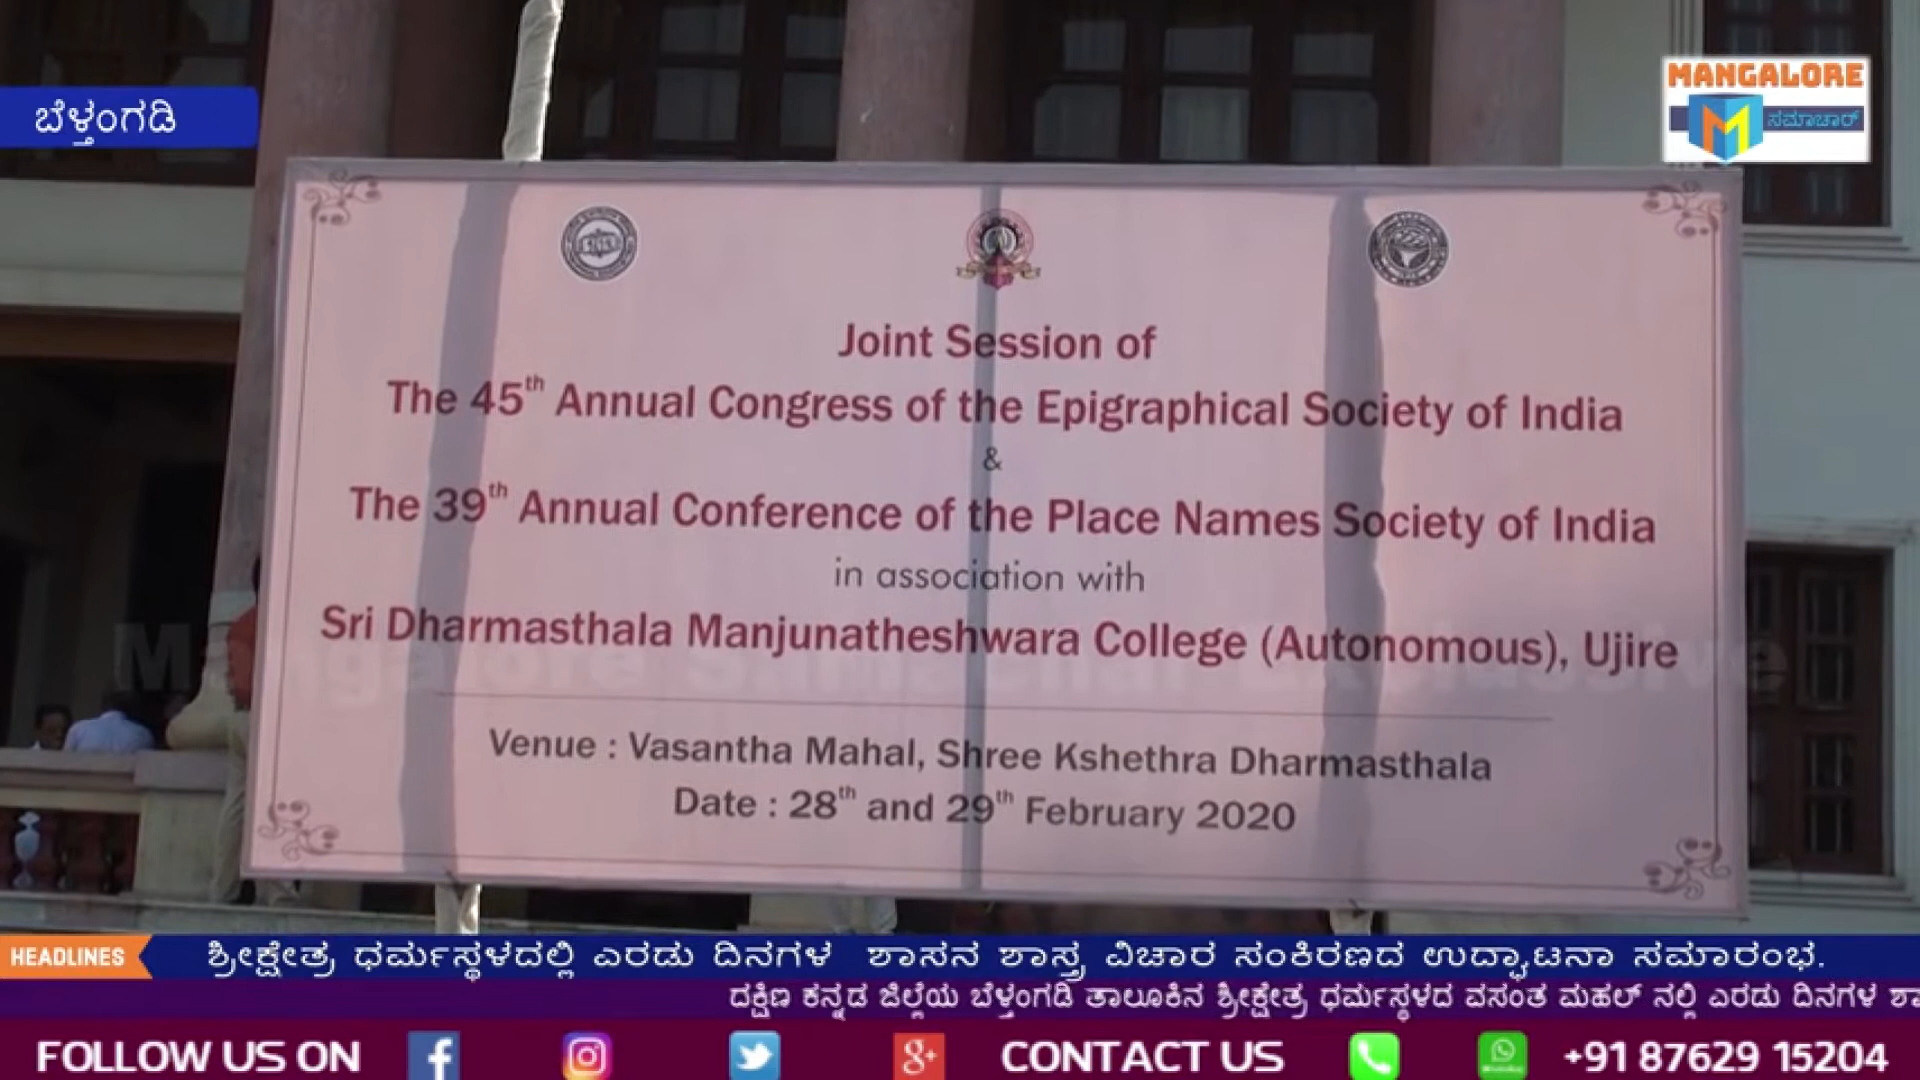 MANGALORE
ಸಮಾಚಾರ್
ಬೆಳ್ತಂಗಡಿ
Joint Session of
The 45th Annual Congress of the Epigraphical Society of India
&
The 39th Annual Conference of the Place Names Society of India
in association with
Sri Dharmasthala Manjunatheshwara College (Autonomous), Ujire
Mangalore Samachar Exclusive
Venue : Vasantha Mahal, Shree Kshethra Dharmasthala
Date : 28th and 29th February 2020
HEADLINES ಶ್ರೀಕ್ಷೇತ್ರ ಧರ್ಮಸ್ಥಳದಲ್ಲಿ ಎರಡು ದಿನಗಳ ಶಾಸನ ಶಾಸ್ತ್ರ ವಿಚಾರ ಸಂಕಿರಣದ ಉದ್ಘಾಟನಾ ಸಮಾರಂಭ.
ದಕ್ಷಿಣ ಕನ್ನಡ ಜಿಲ್ಲೆಯ ಬೆಳ್ತಂಗಡಿ ತಾಲೂಕಿನ ಶ್ರೀಕ್ಷೇತ್ರ ಧರ್ಮಸ್ಥಳದ ವಸಂತ ಮಹಲ್ ನಲ್ಲಿ ಎರಡು ದಿನಗಳ
FOLLOW US ON CONTACT US +91 87629 15204